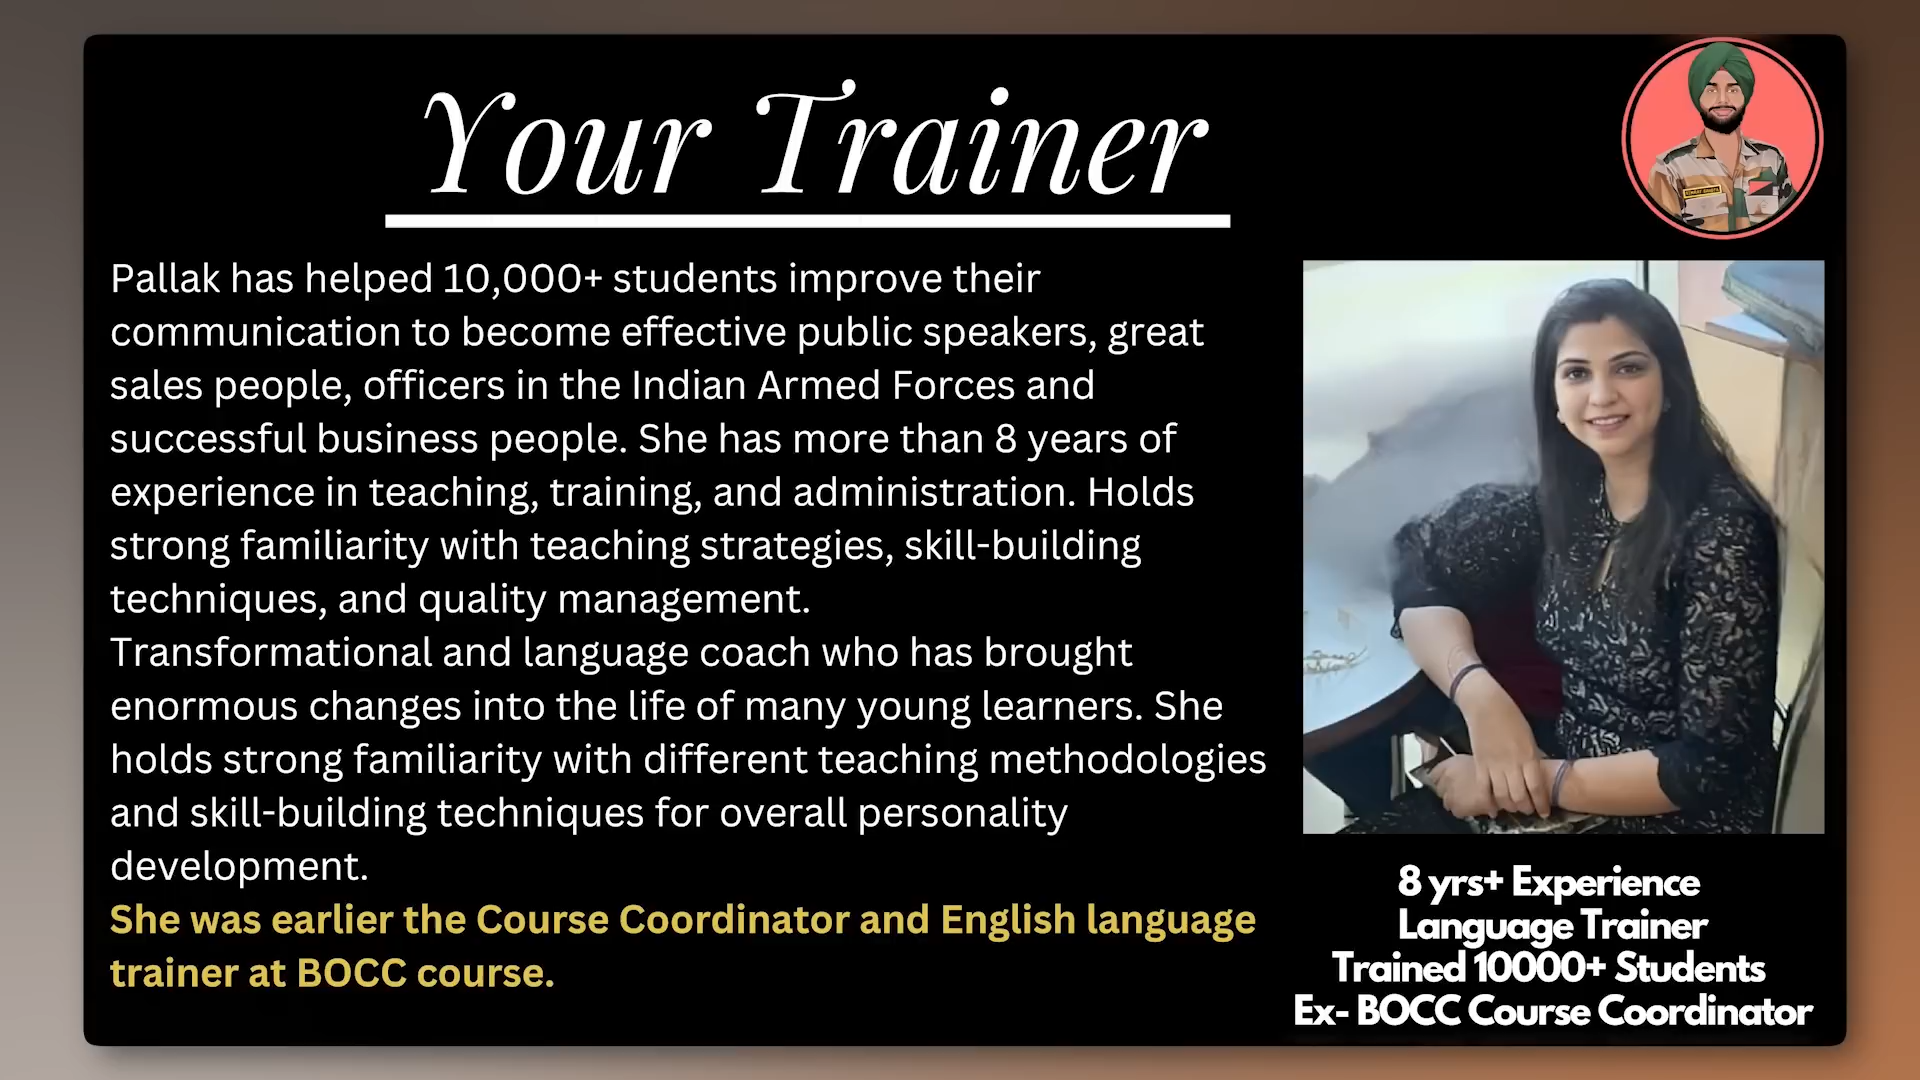 Your Trainer
Pallak has helped 10,000+ students improve their
communication to become effective public speakers, great
sales people, officers in the Indian Armed Forces and
successful business people. She has more than 8 years of
experience in teaching, training, and administration. Holds
strong familiarity with teaching strategies, skill-building
techniques, and quality management.
Transformational and language coach who has brought
enormous changes into the life of many young learners. She
holds strong familiarity with different teaching methodologies
and skill-building techniques for overall personality
development.
She was earlier the Course Coordinator and English language
trainer at BOCC course.
8 yrs+ Experience
Language Trainer
Trained 10000+ Students
Ex- BOCC Course Coordinator